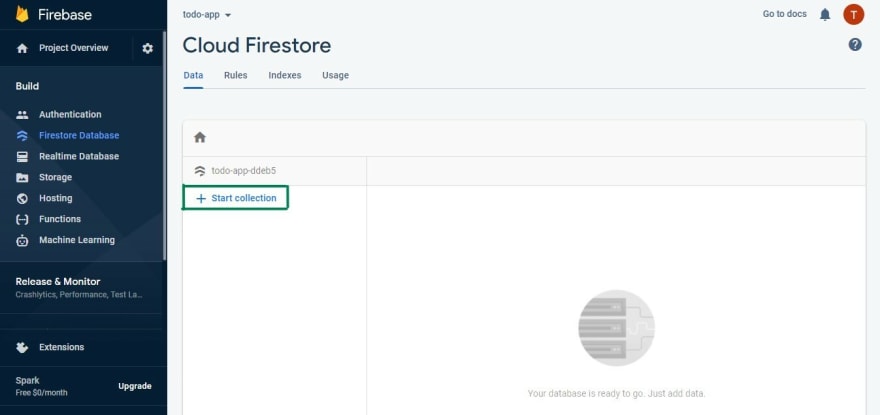 Firebase
Project Overview
Build
Authentication
Firestore Database
Realtime Database
Storage
Hosting
Functions
Machine Learning
Release & Monitor
Crashlytics, Performance, Test La...
Extensions
Spark
Free $0/month
Upgrade
todo-app
Go to docs
T
Cloud Firestore
Data Rules Indexes Usage
todo-app-ddeb5
+ Start collection
Your database is ready to go. Just add data.